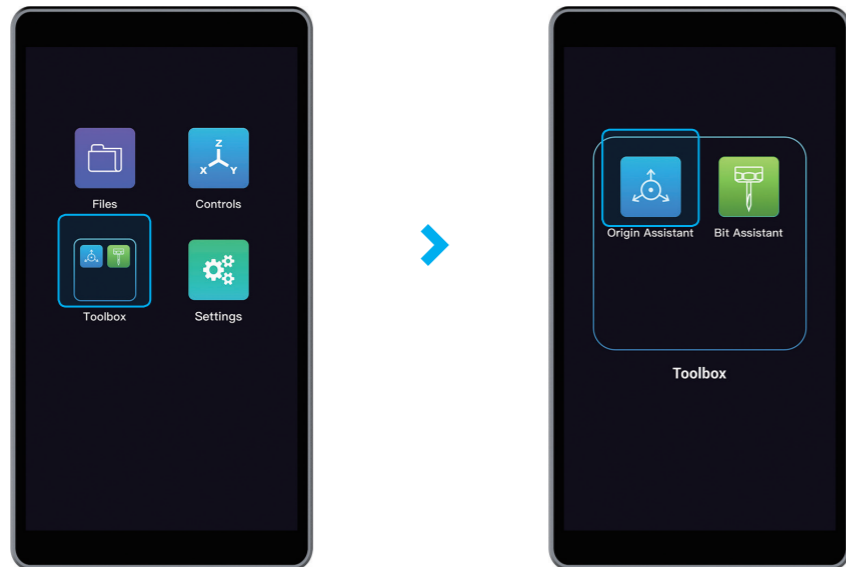 Z
X Y
Files Controls
Toolbox Settings
Origin Assistant Bit Assistant
Toolbox